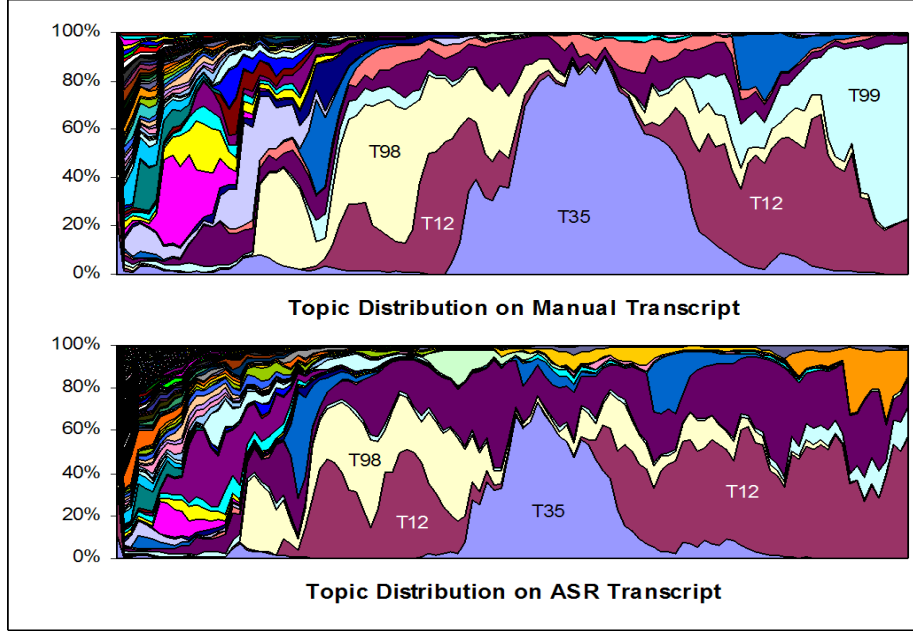 100%
80%
60%
40%
20%
0%
T98
T12
T35
T12
T99
Topic Distribution on Manual Transcript
100%
80%
60%
40%
20%
0%
T98
T12
T35
T12
Topic Distribution on ASR Transcript